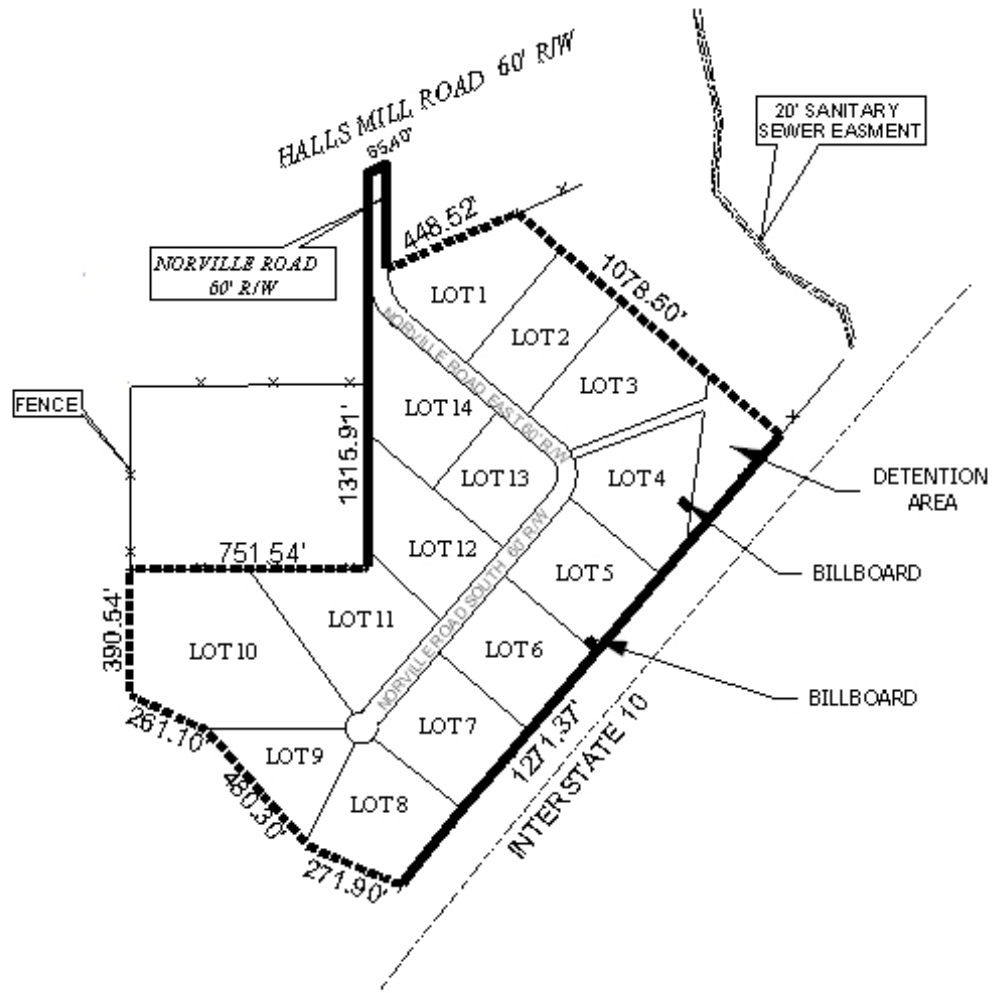 HALLS MILL ROAD 60' R/W
65.40'
20' SANITARY
SEWER EASMENT
NORVILLE ROAD
60' R/W
448.52'
1078.50'
LOT 1
LOT 2
LOT 3
NORVILLE ROAD EAST 60' R/W
FENCE
LOT 14
1315.91'
LOT 13
LOT 4
DETENTION
AREA
751.54'
LOT 12
LOT 5
BILLBOARD
NORVILLE ROAD SOUTH 60' R/W
390.54'
LOT 11
LOT 10
LOT 6
BILLBOARD
261.10'
LOT 7
LOT 9
1271.37'
INTERSTATE 10
480.30'
LOT 8
271.90'